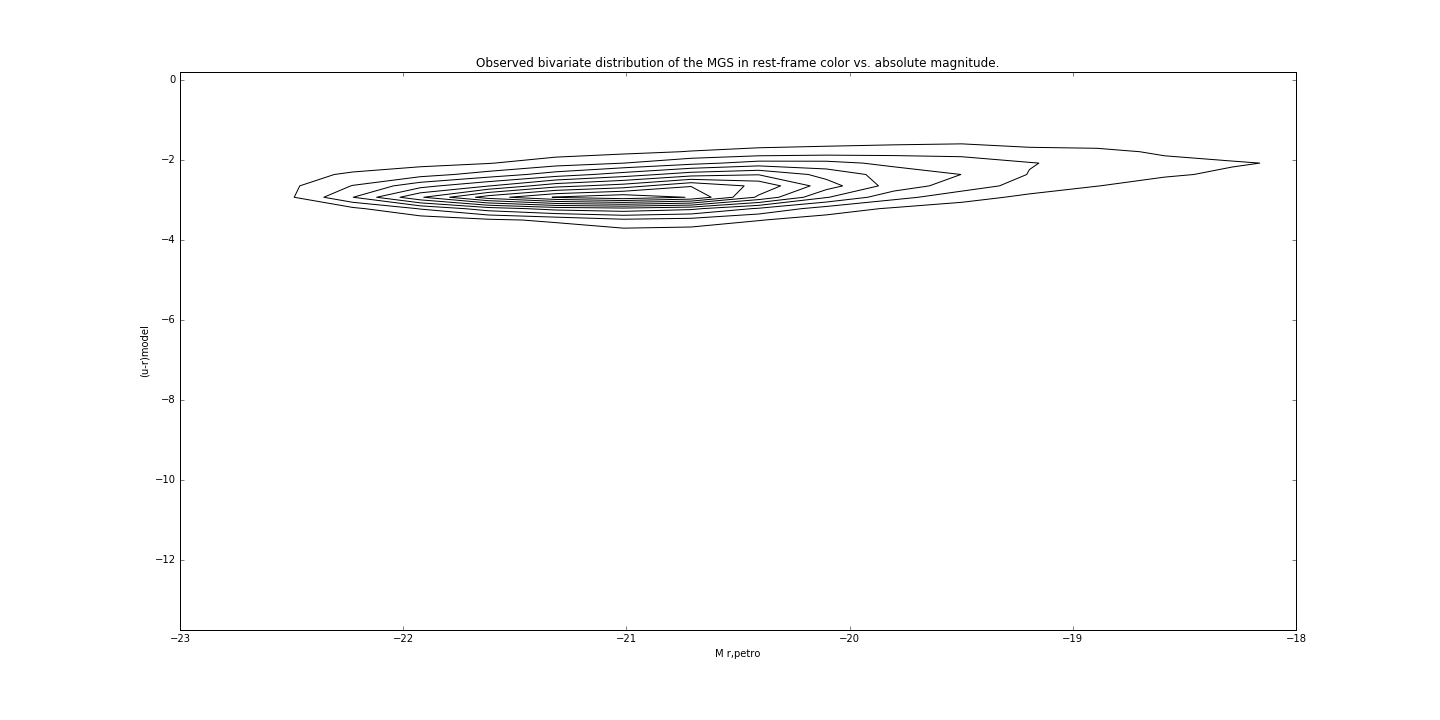 Observed bivariate distribution of the MGS in rest-frame color vs. absolute magnitude.
0
−2
−4
−6
−8
−10
−12
(u-r)model
−23 −22 −21 −20 −19 −18
M r,petro